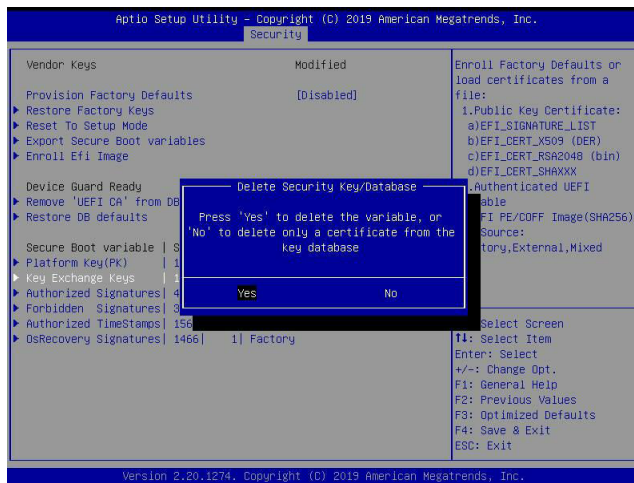 Aptio Setup Utility – Copyright (C) 2019 American Megatrends, Inc.
Security
Vendor Keys Modified
Provision Factory Defaults [Disabled]
Restore Factory Keys
Reset To Setup Mode
Export Secure Boot variables
Enroll Efi Image
Device Guard Ready
Remove 'UEFI CA' from DB
Restore DB defaults
Secure Boot variable | S
Platform Key(PK) | 1
Key Exchange Keys | 1
Authorized Signatures| 4
Forbidden Signatures| 3
Authorized TimeStamps| 156
OsRecovery Signatures| 1466| 1| Factory
Delete Security Key/Database
Press 'Yes' to delete the variable, or
'No' to delete only a certificate from the
key database
Yes No
Enroll Factory Defaults or
load certificates from a
file:
1.Public Key Certificate:
a)EFI_SIGNATURE_LIST
b)EFI_CERT_X509 (DER)
c)EFI_CERT_RSA2048 (bin)
d)EFI_CERT_SHAXXX
.Authenticated UEFI
able
FI PE/COFF Image(SHA256)
Source:
tory,External,Mixed
Select Screen
↑↓: Select Item
Enter: Select
+/-: Change Opt.
F1: General Help
F2: Previous Values
F3: Optimized Defaults
F4: Save & Exit
ESC: Exit
Version 2.20.1274. Copyright (C) 2019 American Megatrends, Inc.